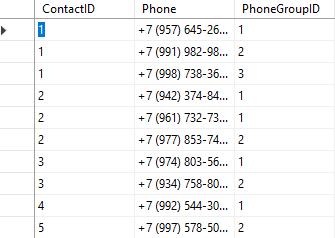 ContactID Phone PhoneGroupID
1 +7 (957) 645-26... 1
1 +7 (991) 982-98... 2
1 +7 (998) 738-36... 3
2 +7 (942) 374-84... 1
2 +7 (961) 732-73... 1
2 +7 (977) 853-74... 2
3 +7 (974) 803-56... 1
3 +7 (934) 758-80... 2
4 +7 (992) 544-30... 1
5 +7 (997) 578-50... 2